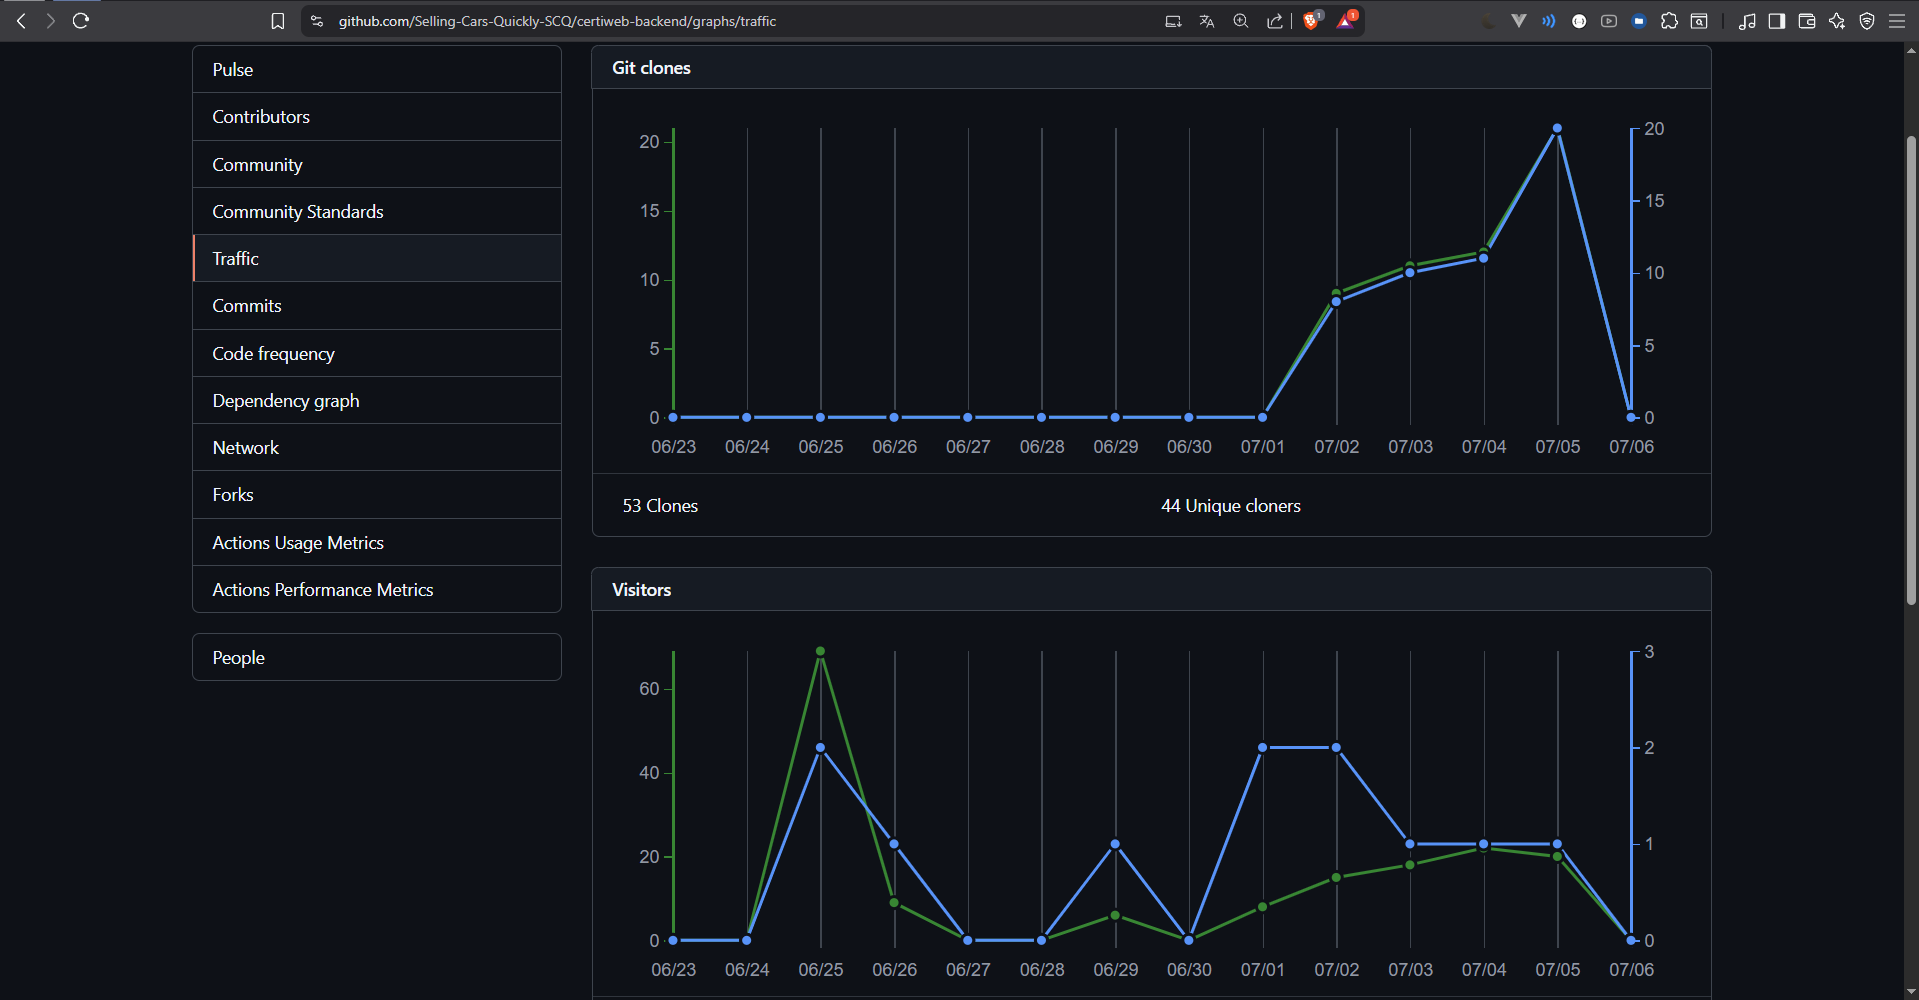 github.com/Selling-Cars-Quickly-SCQ/certiweb-backend/graphs/traffic
1
1
Pulse
Contributors
Community
Community Standards
Traffic
Commits
Code frequency
Dependency graph
Network
Forks
Actions Usage Metrics
Actions Performance Metrics
People
Git clones
20
15
10
5
0
20
15
10
5
0
06/23 06/24 06/25 06/26 06/27 06/28 06/29 06/30 07/01 07/02 07/03 07/04 07/05 07/06
53 Clones
44 Unique cloners
Visitors
60
40
20
0
3
2
1
0
06/23 06/24 06/25 06/26 06/27 06/28 06/29 06/30 07/01 07/02 07/03 07/04 07/05 07/06